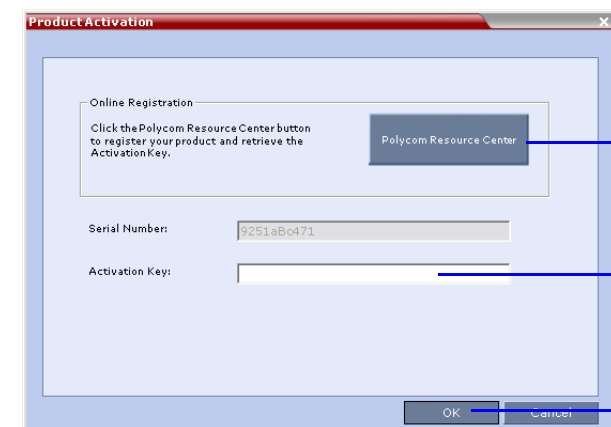 Product Activation
Online Registration
Click the Polycom Resource Center button
to register your product and retrieve the
Activation Key.
Polycom Resource Center
Serial Number:
9251aBc471
Activation Key:
OK
Cancel